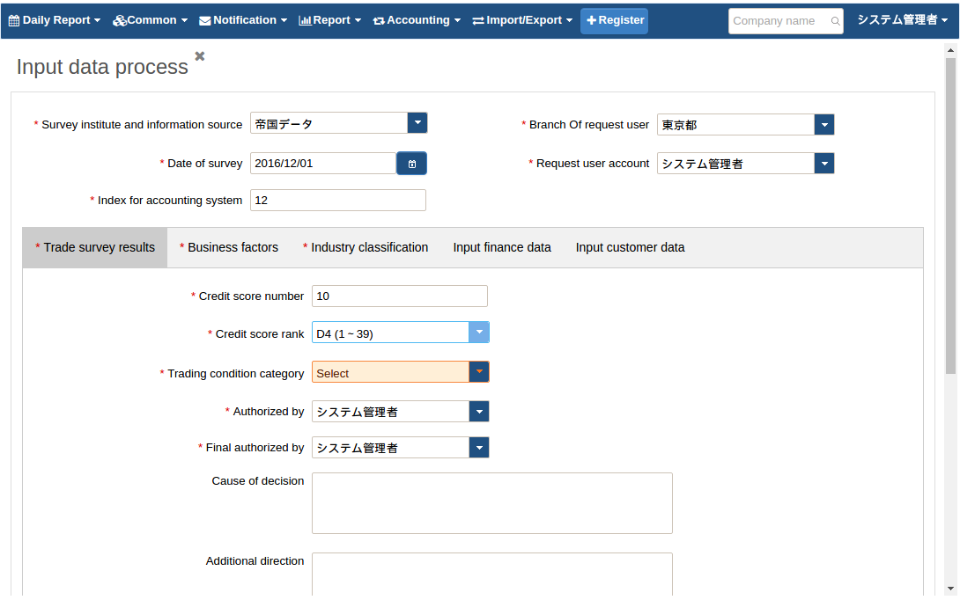 Daily Report Common Notification Report Accounting Import/Export Register Company name システム管理者
Input data process
* Survey institute and information source 帝国データ * Branch Of request user 東京都
* Date of survey 2016/12/01 * Request user account システム管理者
* Index for accounting system 12
* Trade survey results * Business factors * Industry classification Input finance data Input customer data
* Credit score number 10
* Credit score rank D4 (1 ~ 39)
* Trading condition category Select
* Authorized by システム管理者
* Final authorized by システム管理者
Cause of decision
Additional direction